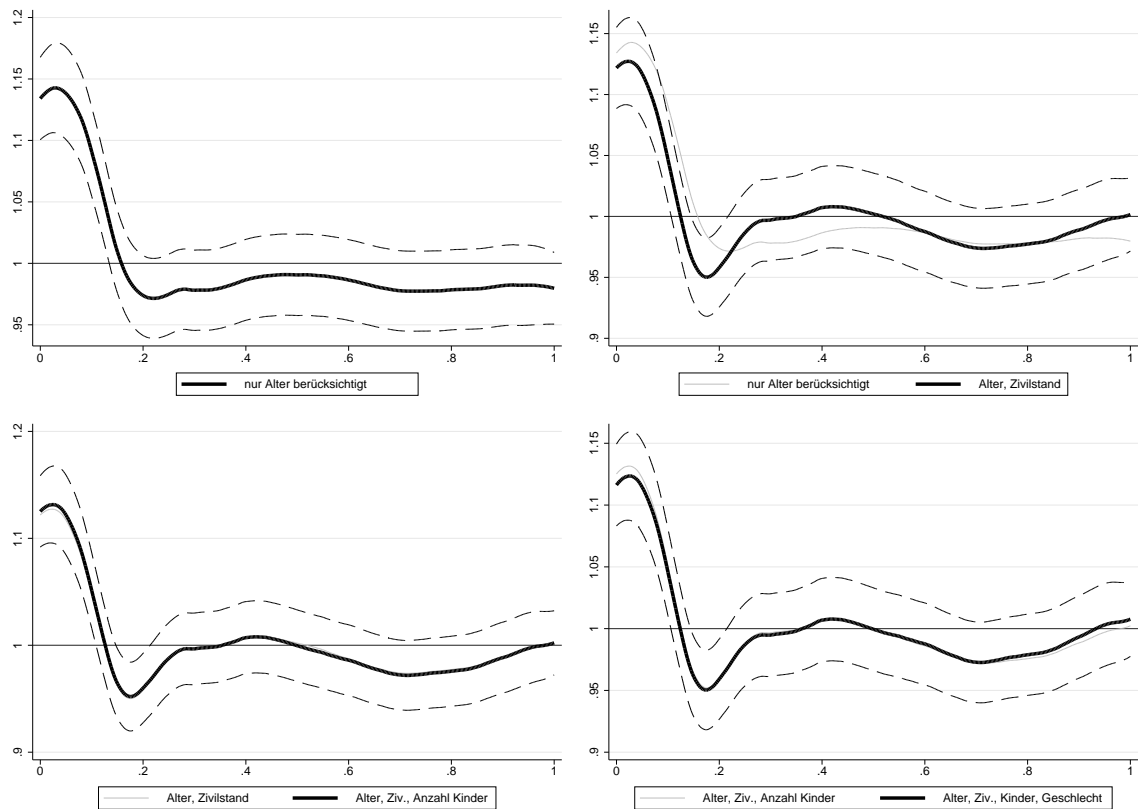 1.2
1.15
1.1
1.05
1
.95
0 .2 .4 .6 .8 1
nur Alter berücksichtigt
1.15
1.1
1.05
1
.95
.9
0 .2 .4 .6 .8 1
nur Alter berücksichtigt Alter, Zivilstand
1.2
1.1
1
.9
0 .2 .4 .6 .8 1
Alter, Zivilstand Alter, Ziv., Anzahl Kinder
1.15
1.1
1.05
1
.95
.9
0 .2 .4 .6 .8 1
Alter, Ziv., Anzahl Kinder Alter, Ziv., Kinder, Geschlecht